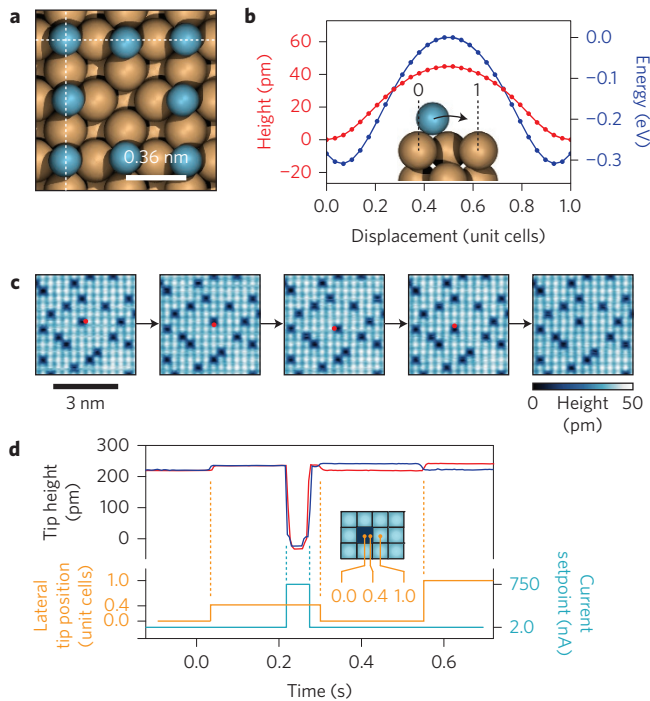 a
0.36 nm
b
60
40
20
0
−20
Height (pm)
0.0
−0.1
−0.2
−0.3
Energy (eV)
0
1
0.0
0.2
0.4
0.6
0.8
1.0
Displacement (unit cells)
c
3 nm
0
Height
(pm)
50
d
300
200
100
0
Tip height
(pm)
1.0
0.4
0.0
Lateral
tip position
(unit cells)
0.0 0.4 1.0
750
2.0
Current
setpoint (nA)
0.0
0.2
0.4
0.6
Time (s)